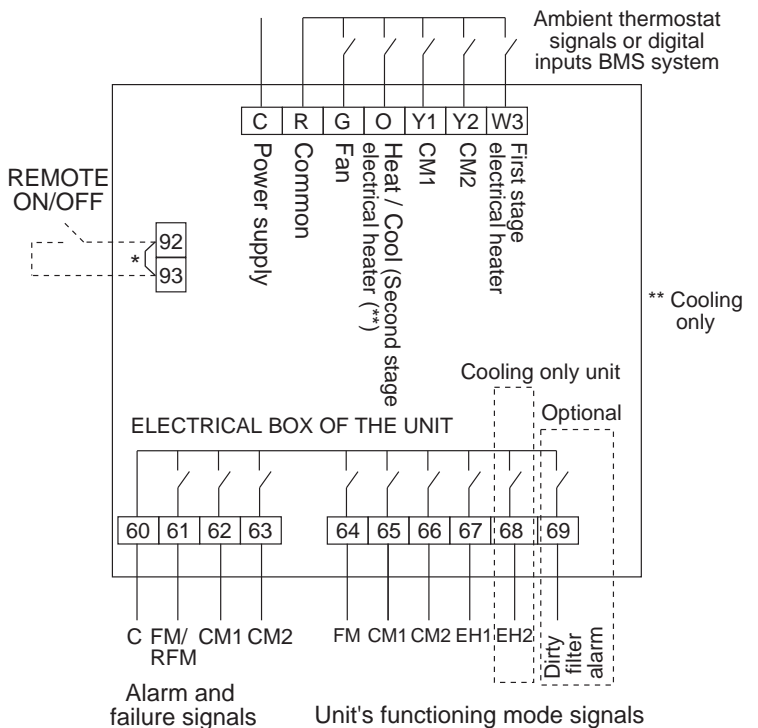 Ambient thermostat
signals or digital
inputs BMS system
C R G O Y1 Y2 W3
Power supply
Common
Fan
Heat / Cool (Second stage
electrical heater (**)
CM1
CM2
First stage
electrical heater
REMOTE
ON/OFF
92
*
93
** Cooling
only
Cooling only unit
Optional
ELECTRICAL BOX OF THE UNIT
60 61 62 63 64 65 66 67 68 69
C FM/ CM1 CM2 FM CM1 CM2 EH1 EH2
RFM
Dirty
filter
alarm
Alarm and
failure signals
Unit's functioning mode signals